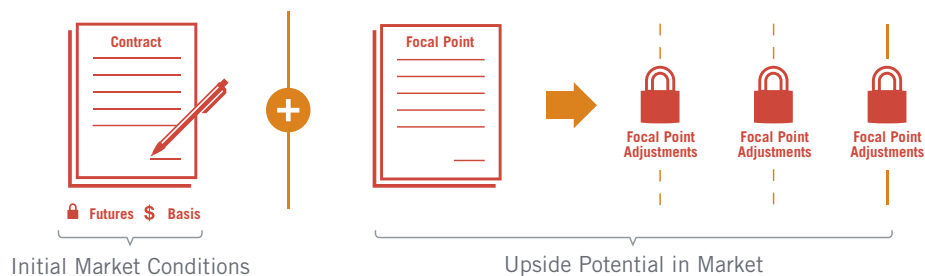 Contract
Focal Point
+
Focal Point
Adjustments
Focal Point
Adjustments
Focal Point
Adjustments
Futures $ Basis
Initial Market Conditions
Upside Potential in Market